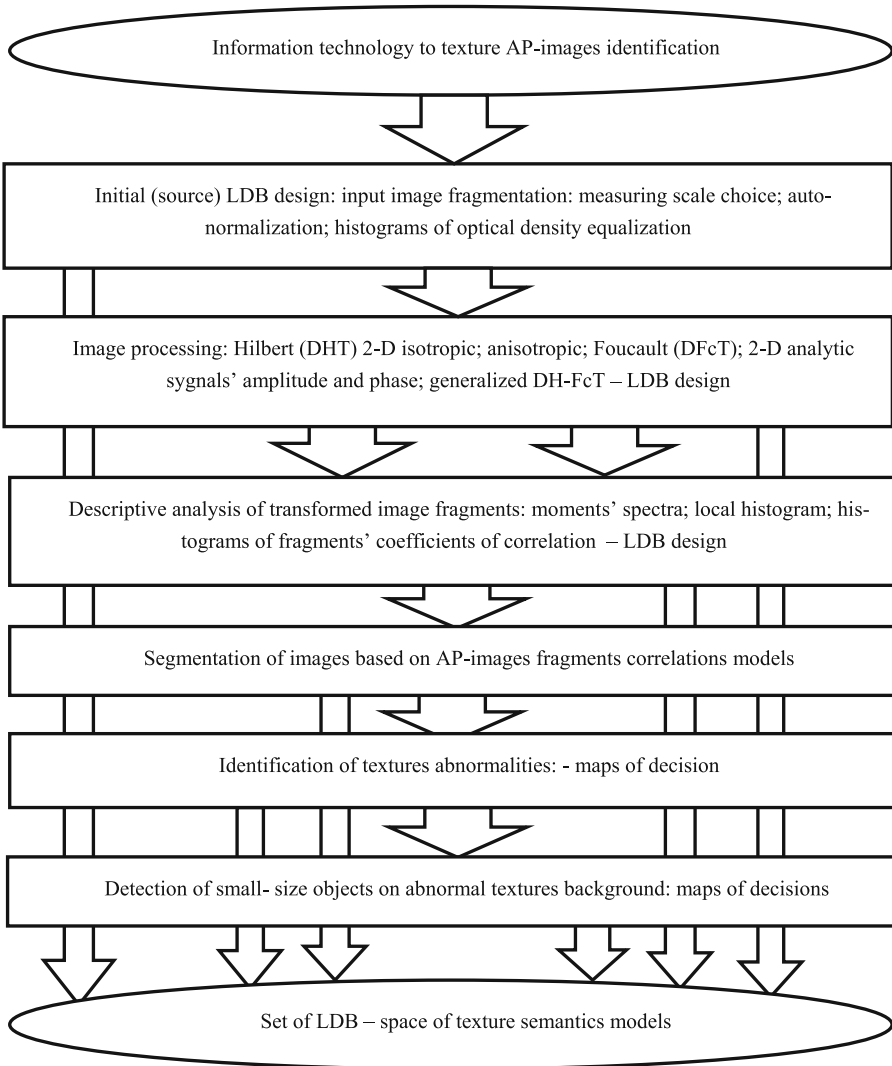 Information technology to texture AP-images identification
Initial (source) LDB design: input image fragmentation: measuring scale choice; auto-
normalization; histograms of optical density equalization
Image processing: Hilbert (DHT) 2-D isotropic; anisotropic; Foucault (DFcT); 2-D analytic
sygnals’ amplitude and phase; generalized DH-FcT – LDB design
Descriptive analysis of transformed image fragments: moments’ spectra; local histogram; his-
tograms of fragments’ coefficients of correlation – LDB design
Segmentation of images based on AP-images fragments correlations models
Identification of textures abnormalities: - maps of decision
Detection of small- size objects on abnormal textures background: maps of decisions
Set of LDB – space of texture semantics models